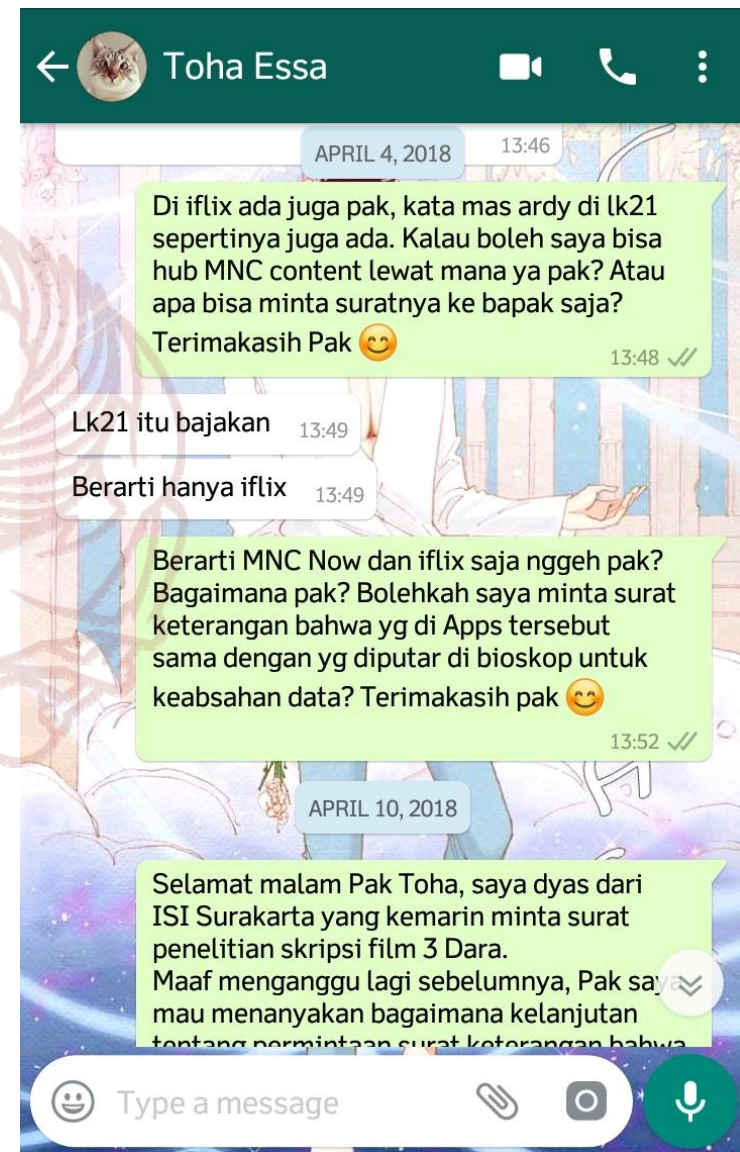 Toha Essa
13:46
APRIL 4, 2018
Di iflix ada juga pak, kata mas ardy di lk21
sepertinya juga ada. Kalau boleh saya bisa
hub MNC content lewat mana ya pak? Atau
apa bisa minta suratnya ke bapak saja?
Terimakasih Pak 😊
13:48
Lk21 itu bajakan 13:49
Berarti hanya iflix 13:49
Berarti MNC Now dan iflix saja nggeh pak?
Bagaimana pak? Bolehkah saya minta surat
keterangan bahwa yg di Apps tersebut
sama dengan yg diputar di bioskop untuk
keabsahan data? Terimakasih pak 😊
13:52
APRIL 10, 2018
Selamat malam Pak Toha, saya dyas dari
ISI Surakarta yang kemarin minta surat
penelitian skripsi film 3 Dara.
Maaf menganggu lagi sebelumnya, Pak saya
mau menanyakan bagaimana kelanjutan
tentang permintaan surat keterangan bahwa
Type a message